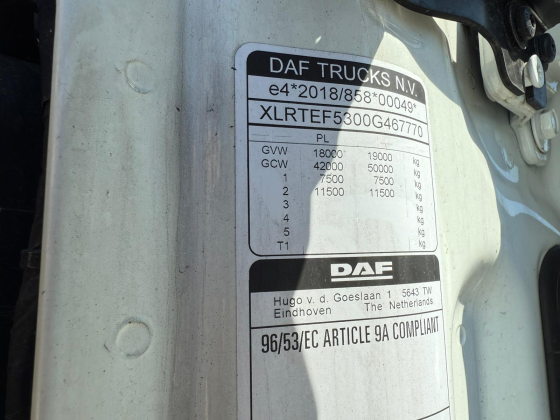 DAF TRUCKS N.V.
e4*2018/858*00049*
XLRTEF5300G467770
PL
GVW 18000 19000 kg
GCW 42000 50000 kg
1 7500 7500 kg
2 11500 11500 kg
3 kg
4 kg
5 kg
T1 kg
DAF
Hugo v. d. Goeslaan 1 5643 TW
Eindhoven The Netherlands
96/53/EC ARTICLE 9A COMPLIANT